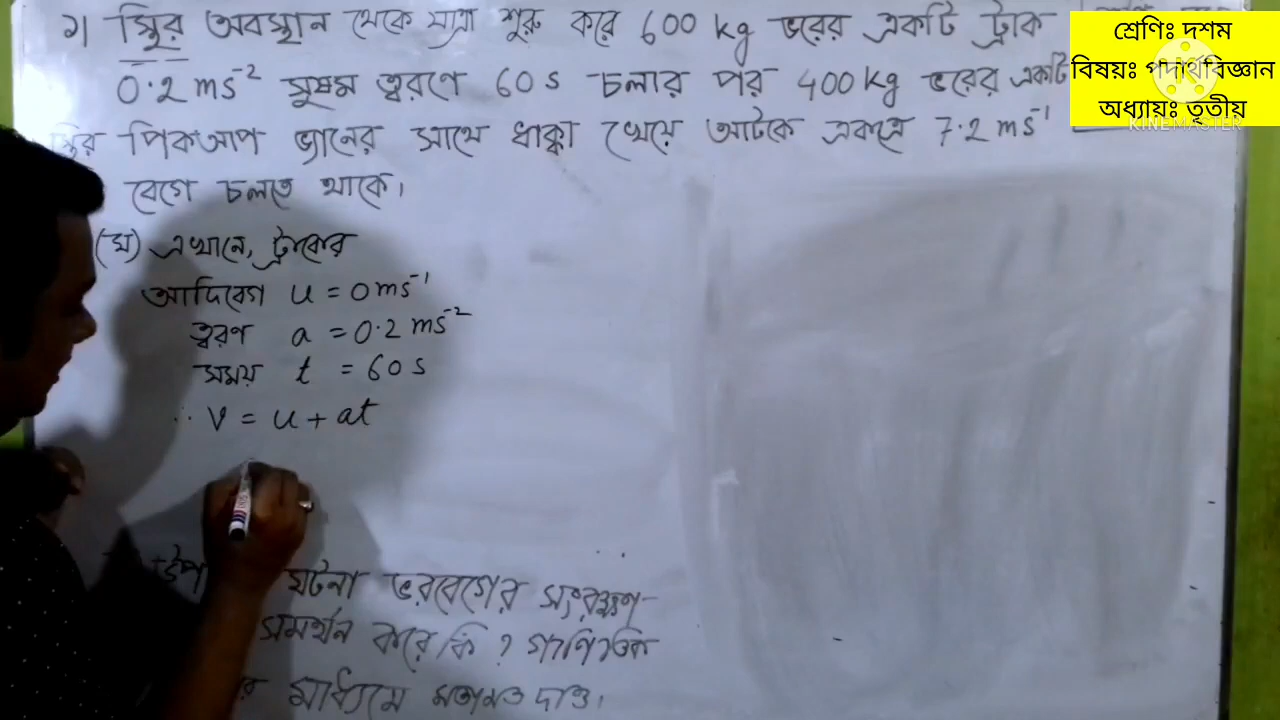 ১) স্থির অবস্থান থেকে যাত্রা শুরু করে 600 kg ভরের একটি ট্রাক
0.2 ms⁻² সুষম ত্বরণে 60 s চলার পর 400 kg ভরের একটি
স্থির পিকআপ ভ্যানের সাথে ধাক্কা খেয়ে আটকে একত্রে 7.2 ms⁻¹
বেগে চলতে থাকে।
শ্রেণিঃ দশম
বিষয়ঃ পদার্থবিজ্ঞান
অধ্যায়ঃ তৃতীয়
KINEMASTER
(ঘ) এখানে, ট্রাকের
আদিবেগ u = 0 ms⁻¹
ত্বরণ a = 0.2 ms⁻²
সময় t = 60 s
∴ v = u + at
ঘটনা ভরবেগের সংরক্ষণ-
সমর্থন করে কি? গাণিতিক
মাধ্যমে মতামত দাও।